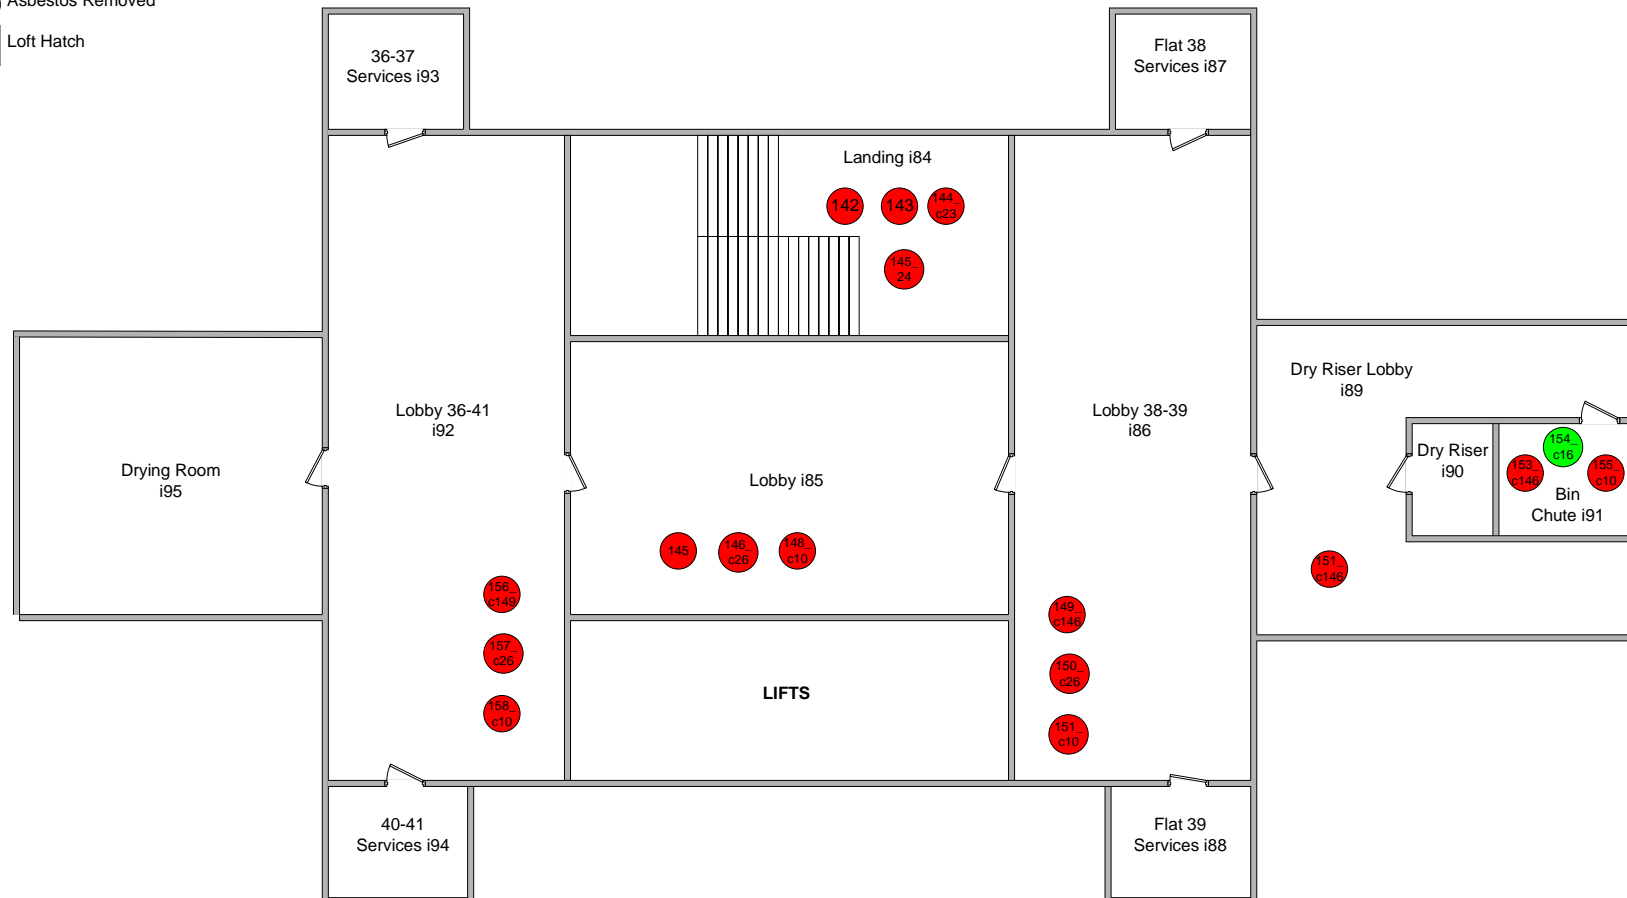 Asbestos Removed
Loft Hatch
36-37
Services i93
Flat 38
Services i87
Landing i84
142
143
144_
c23
145_
24
Lobby 36-41
i92
Lobby 38-39
i86
Dry Riser Lobby
i89
Drying Room
i95
Lobby i85
Dry Riser
i90
154_
c16
153_
c146
155_
c10
Bin
Chute i91
145
146_
c26
148_
c10
151_
c146
156_
c149
157_
c26
158_
c10
149_
c146
150_
c26
151_
c10
LIFTS
40-41
Services i94
Flat 39
Services i88